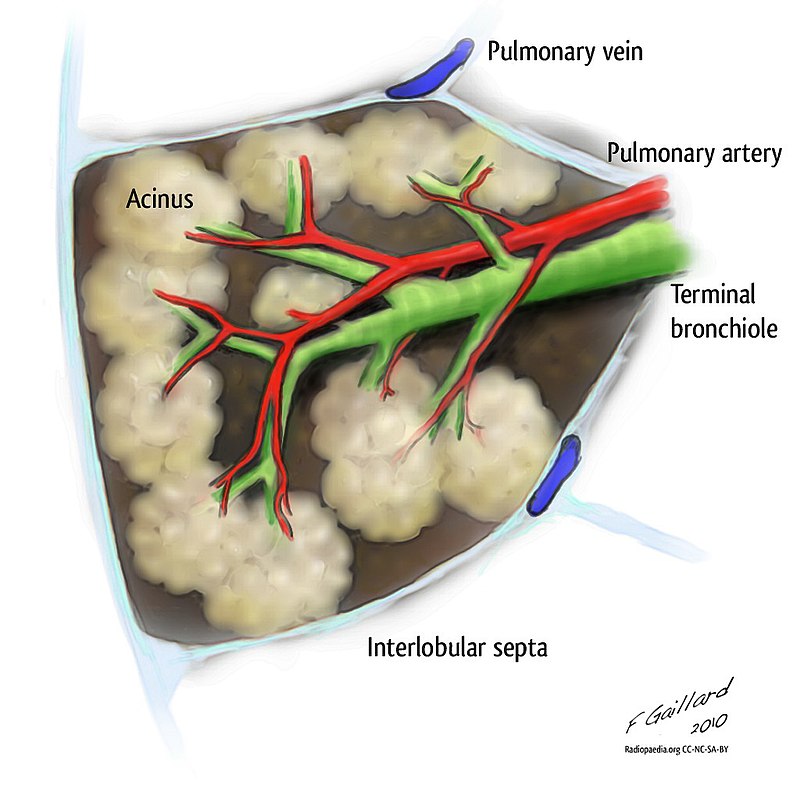 Pulmonary vein
Pulmonary artery
Acinus
Terminal
bronchiole
Interlobular septa
F Gaillard
2010
Radiopaedia.org CC-NC-SA-BY